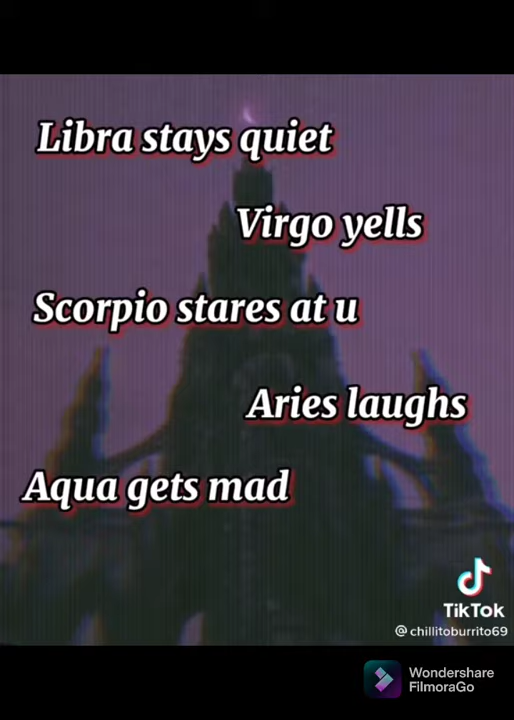 Libra stays quiet
Virgo yells
Scorpio stares at u
Aries laughs
Aqua gets mad
TikTok
@chillitoburrito69
Wondershare
FilmoraGo